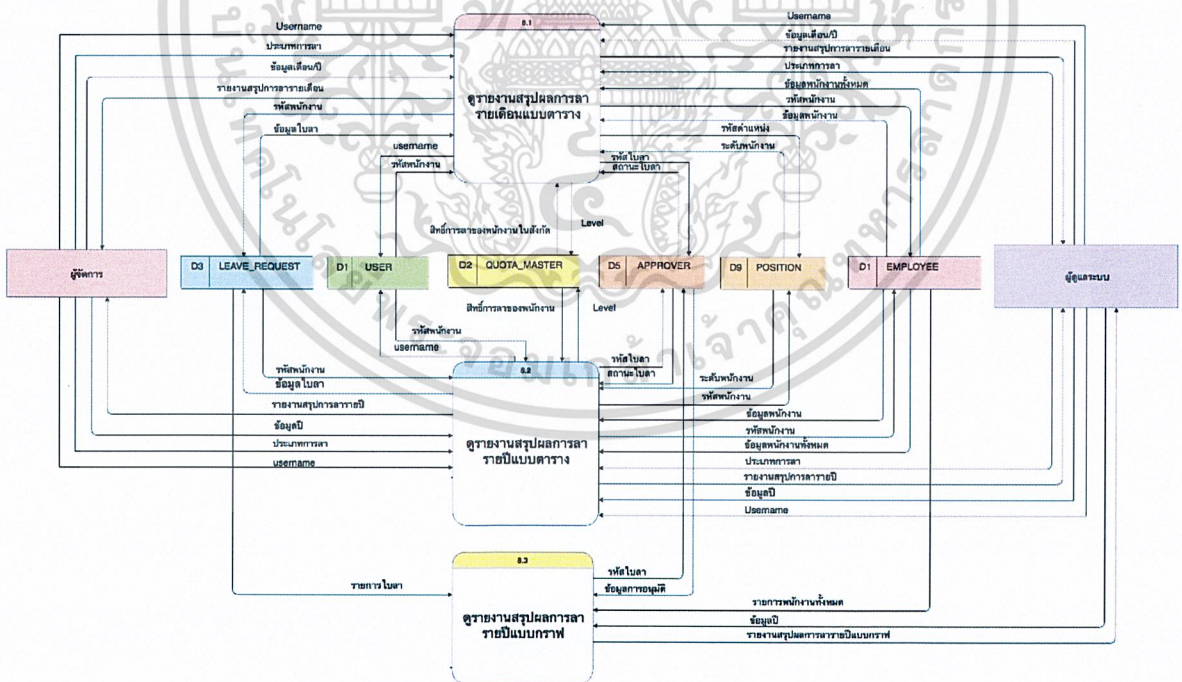 8.1
ดูรายงานสรุปผลการลา
รายเดือนแบบตาราง
Username
ประเภทการลา
ข้อมูลเดือน/ปี
รายงานสรุปการลารายเดือน
รหัสพนักงาน
ข้อมูลใบลา
username
รหัสพนักงาน
Username
ข้อมูลเดือน/ปี
รายงานสรุปการลารายเดือน
ประเภทการลา
ข้อมูลพนักงานทั้งหมด
รหัสพนักงาน
ข้อมูลพนักงาน
รหัสตำแหน่ง
ระดับพนักงาน
รหัสใบลา
สถานะใบลา
สิทธิ์การลาของพนักงานในสังกัด
Level
ผู้จัดการ
D3 LEAVE_REQUEST
D1 USER
D2 QUOTA_MASTER
D5 APPROVER
D9 POSITION
D1 EMPLOYEE
ผู้ดูแลระบบ
สิทธิ์การลาของพนักงาน
Level
รหัสพนักงาน
username
8.2
ดูรายงานสรุปผลการลา
รายปีแบบตาราง
รหัสพนักงาน
ข้อมูลใบลา
รายงานสรุปการลารายปี
ข้อมูลปี
ประเภทการลา
username
รหัสใบลา
สถานะใบลา
ระดับพนักงาน
รหัสพนักงาน
ข้อมูลพนักงาน
รหัสพนักงาน
ข้อมูลพนักงานทั้งหมด
ประเภทการลา
รายงานสรุปการลารายปี
ข้อมูลปี
Username
8.3
ดูรายงานสรุปผลการลา
รายปีแบบกราฟ
รายการใบลา
รหัสใบลา
ข้อมูลการอนุมัติ
รายการพนักงานทั้งหมด
ข้อมูลปี
รายงานสรุปผลการลารายปีแบบกราฟ